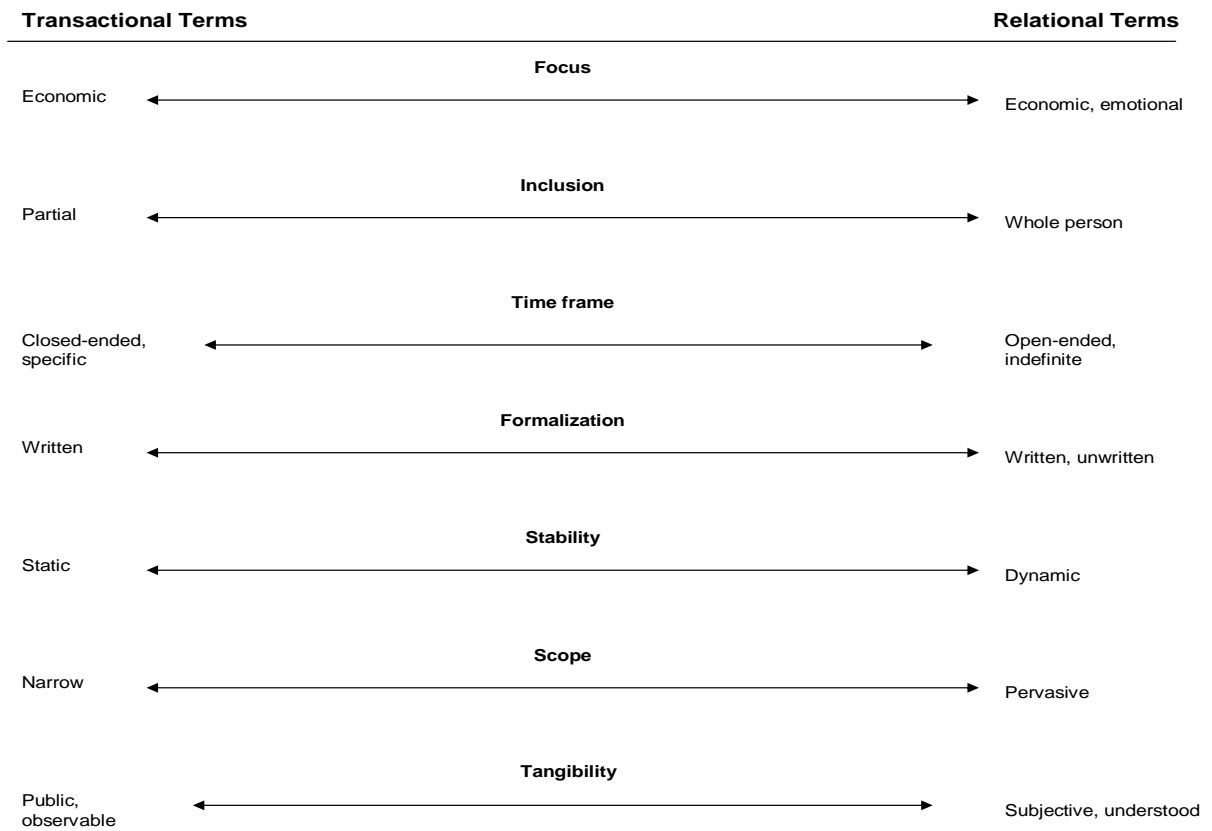 Transactional Terms Relational Terms
Focus
Economic Economic, emotional
Inclusion
Partial Whole person
Time frame
Closed-ended, Open-ended,
specific indefinite
Formalization
Written Written, unwritten
Stability
Static Dynamic
Scope
Narrow Pervasive
Tangibility
Public, Subjective, understood
observable